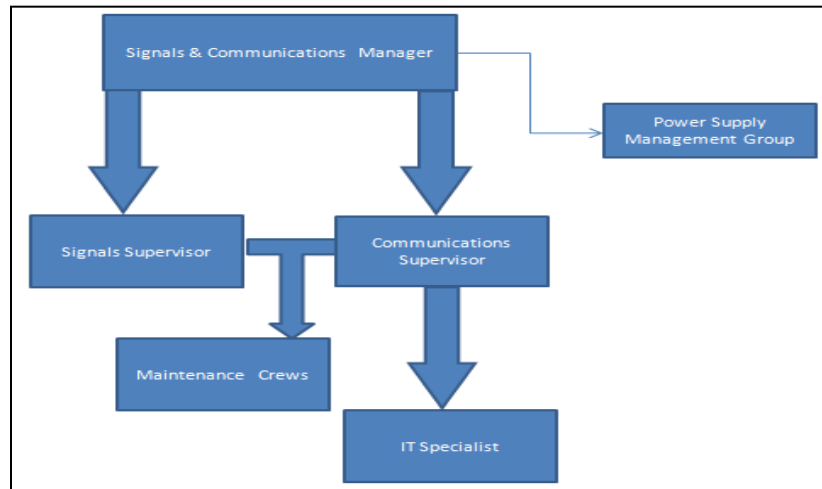 Signals & Communications Manager
Power Supply
Management Group
Signals Supervisor
Communications
Supervisor
Maintenance Crews
IT Specialist